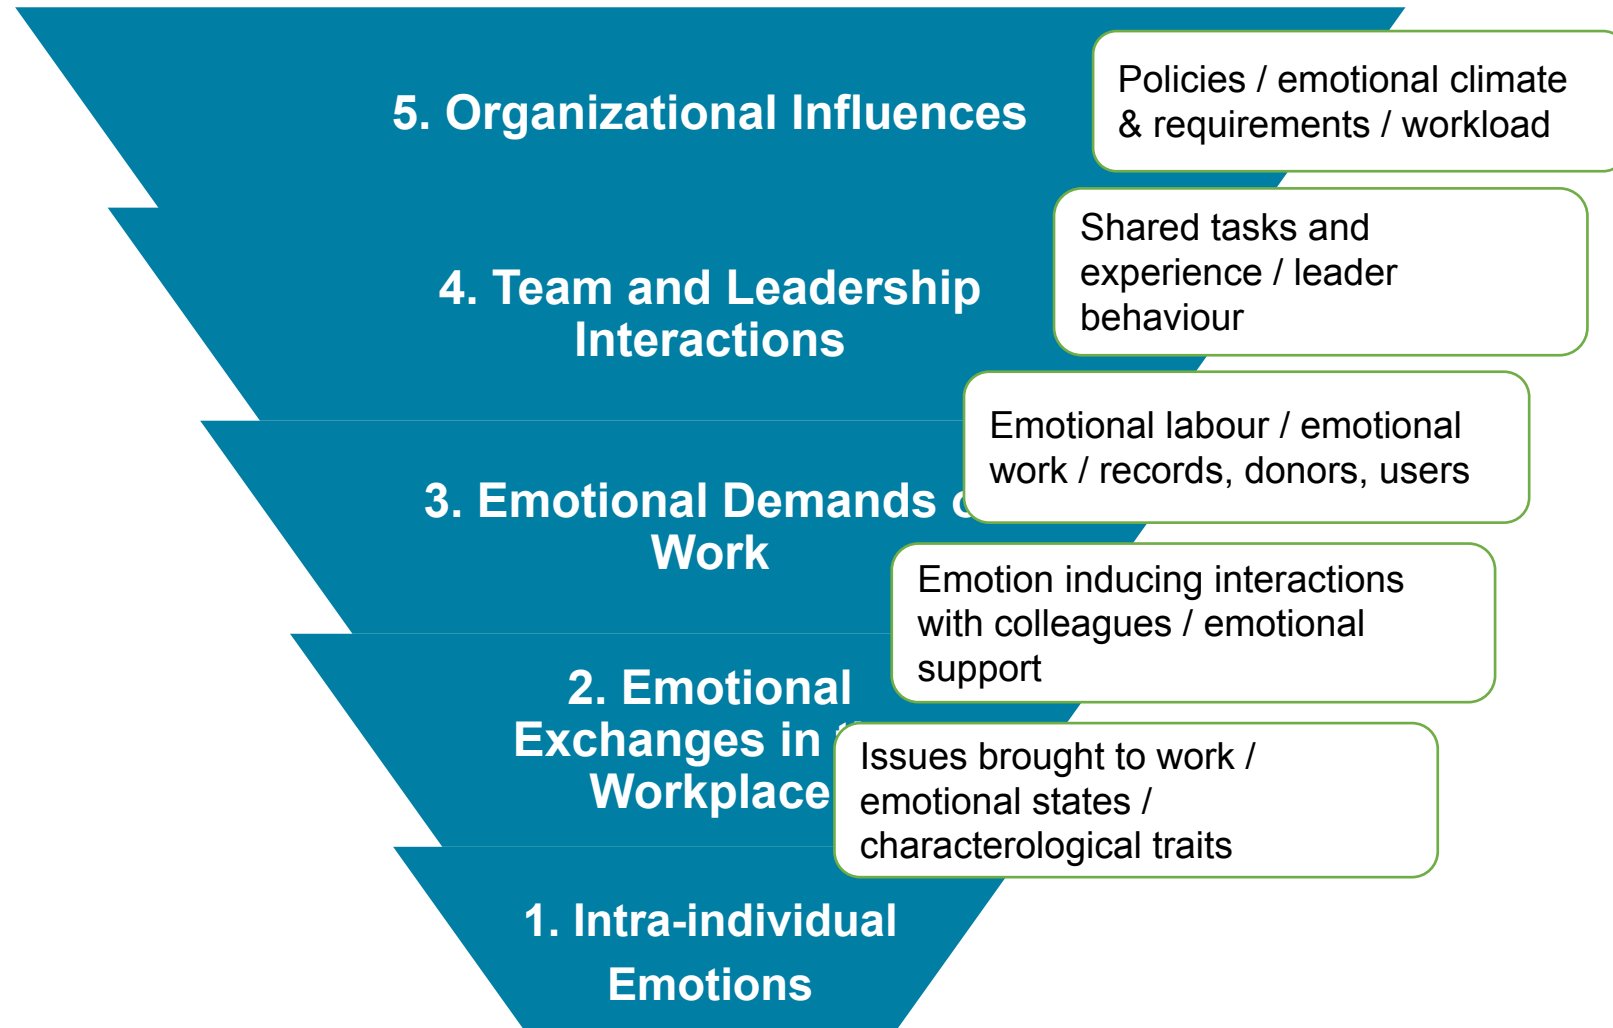 5. Organizational Influences
Policies / emotional climate
& requirements / workload
4. Team and Leadership
Interactions
Shared tasks and
experience / leader
behaviour
3. Emotional Demands
Work
Emotional labour / emotional
work / records, donors, users
2. Emotional
Exchanges in
Workplace
Emotion inducing interactions
with colleagues / emotional
support
Issues brought to work /
emotional states /
characterological traits
1. Intra-individual
Emotions